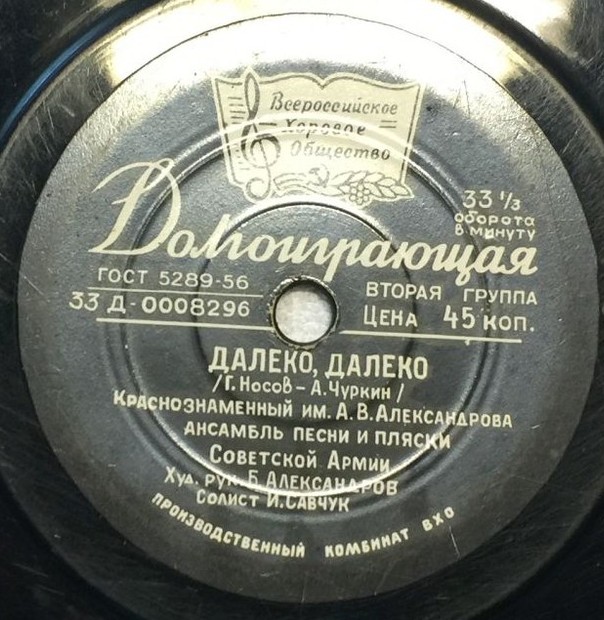 Всероссийское
Хоровое
Общество
Долгоиграющая
33 1/3
оборота
в минуту
ГОСТ 5289-56
33 Д-0008296
ВТОРАЯ ГРУППА
ЦЕНА 45 КОП.
ДАЛЕКО, ДАЛЕКО
/Г. Носов - А. Чуркин/
КРАСНОЗНАМЕННЫЙ ИМ. А. В. АЛЕКСАНДРОВА
АНСАМБЛЬ ПЕСНИ И ПЛЯСКИ
СОВЕТСКОЙ АРМИИ
Худ. рук. Б. АЛЕКСАНДРОВ
СОЛИСТ И. САВЧУК
ПРОИЗВОДСТВЕННЫЙ КОМБИНАТ ВХО